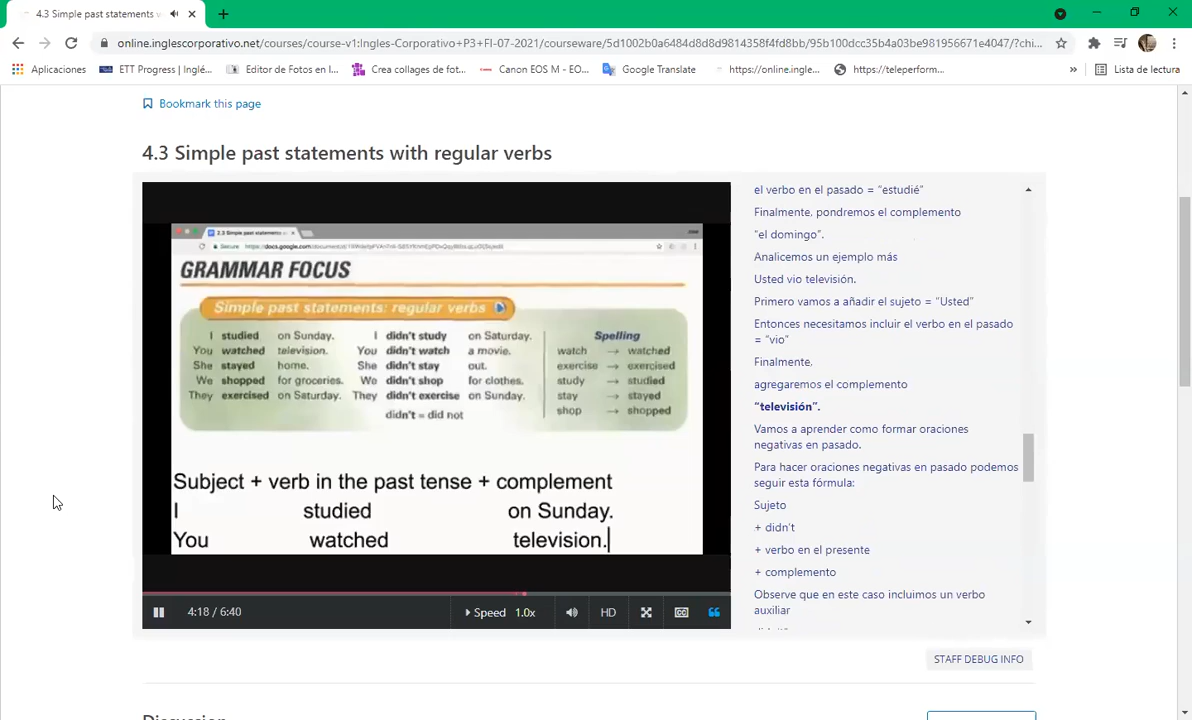 4.3 Simple past statements w
online.inglescorporativo.net/courses/course-v1:Ingles-Corporativo+P3+FI-07-2021/courseware/5d1002b0a6484d8d8d9814358f4fd8bb/95b100dcc35b4a03be981956671e4047/?chi...
Aplicaciones ETT Progress | Inglé... Editor de Fotos en l... Crea collages de fot... Canon EOS M - EO... Google Translate https://online.ingle... https://teleperform... » Lista de lectura
Bookmark this page
4.3 Simple past statements with regular verbs
2.3 Simple past statements
Secure
GRAMMAR FOCUS
Simple past statements: regular verbs
I studied on Sunday. I didn't study on Saturday. Spelling
You watched television. You didn't watch a movie. watch → watched
She stayed home. She didn't stay out. exercise → exercised
We shopped for groceries. We didn't shop for clothes. study → studied
They exercised on Saturday. They didn't exercise on Sunday. stay → stayed
didn't = did not shop → shopped
Subject + verb in the past tense + complement
I studied on Sunday.
You watched television.
4:18 / 6:40 Speed 1.0x HD CC
el verbo en el pasado = “estudié”
Finalmente, pondremos el complemento
“el domingo”.
Analicemos un ejemplo más
Usted vio televisión.
Primero vamos a añadir el sujeto = “Usted”
Entonces necesitamos incluir el verbo en el pasado
= “vio”
Finalmente,
agregaremos el complemento
“televisión”.
Vamos a aprender como formar oraciones
negativas en pasado.
Para hacer oraciones negativas en pasado podemos
seguir esta fórmula:
Sujeto
+ didn’t
+ verbo en el presente
+ complemento
Observe que en este caso incluimos un verbo
auxiliar
STAFF DEBUG INFO
Discussion